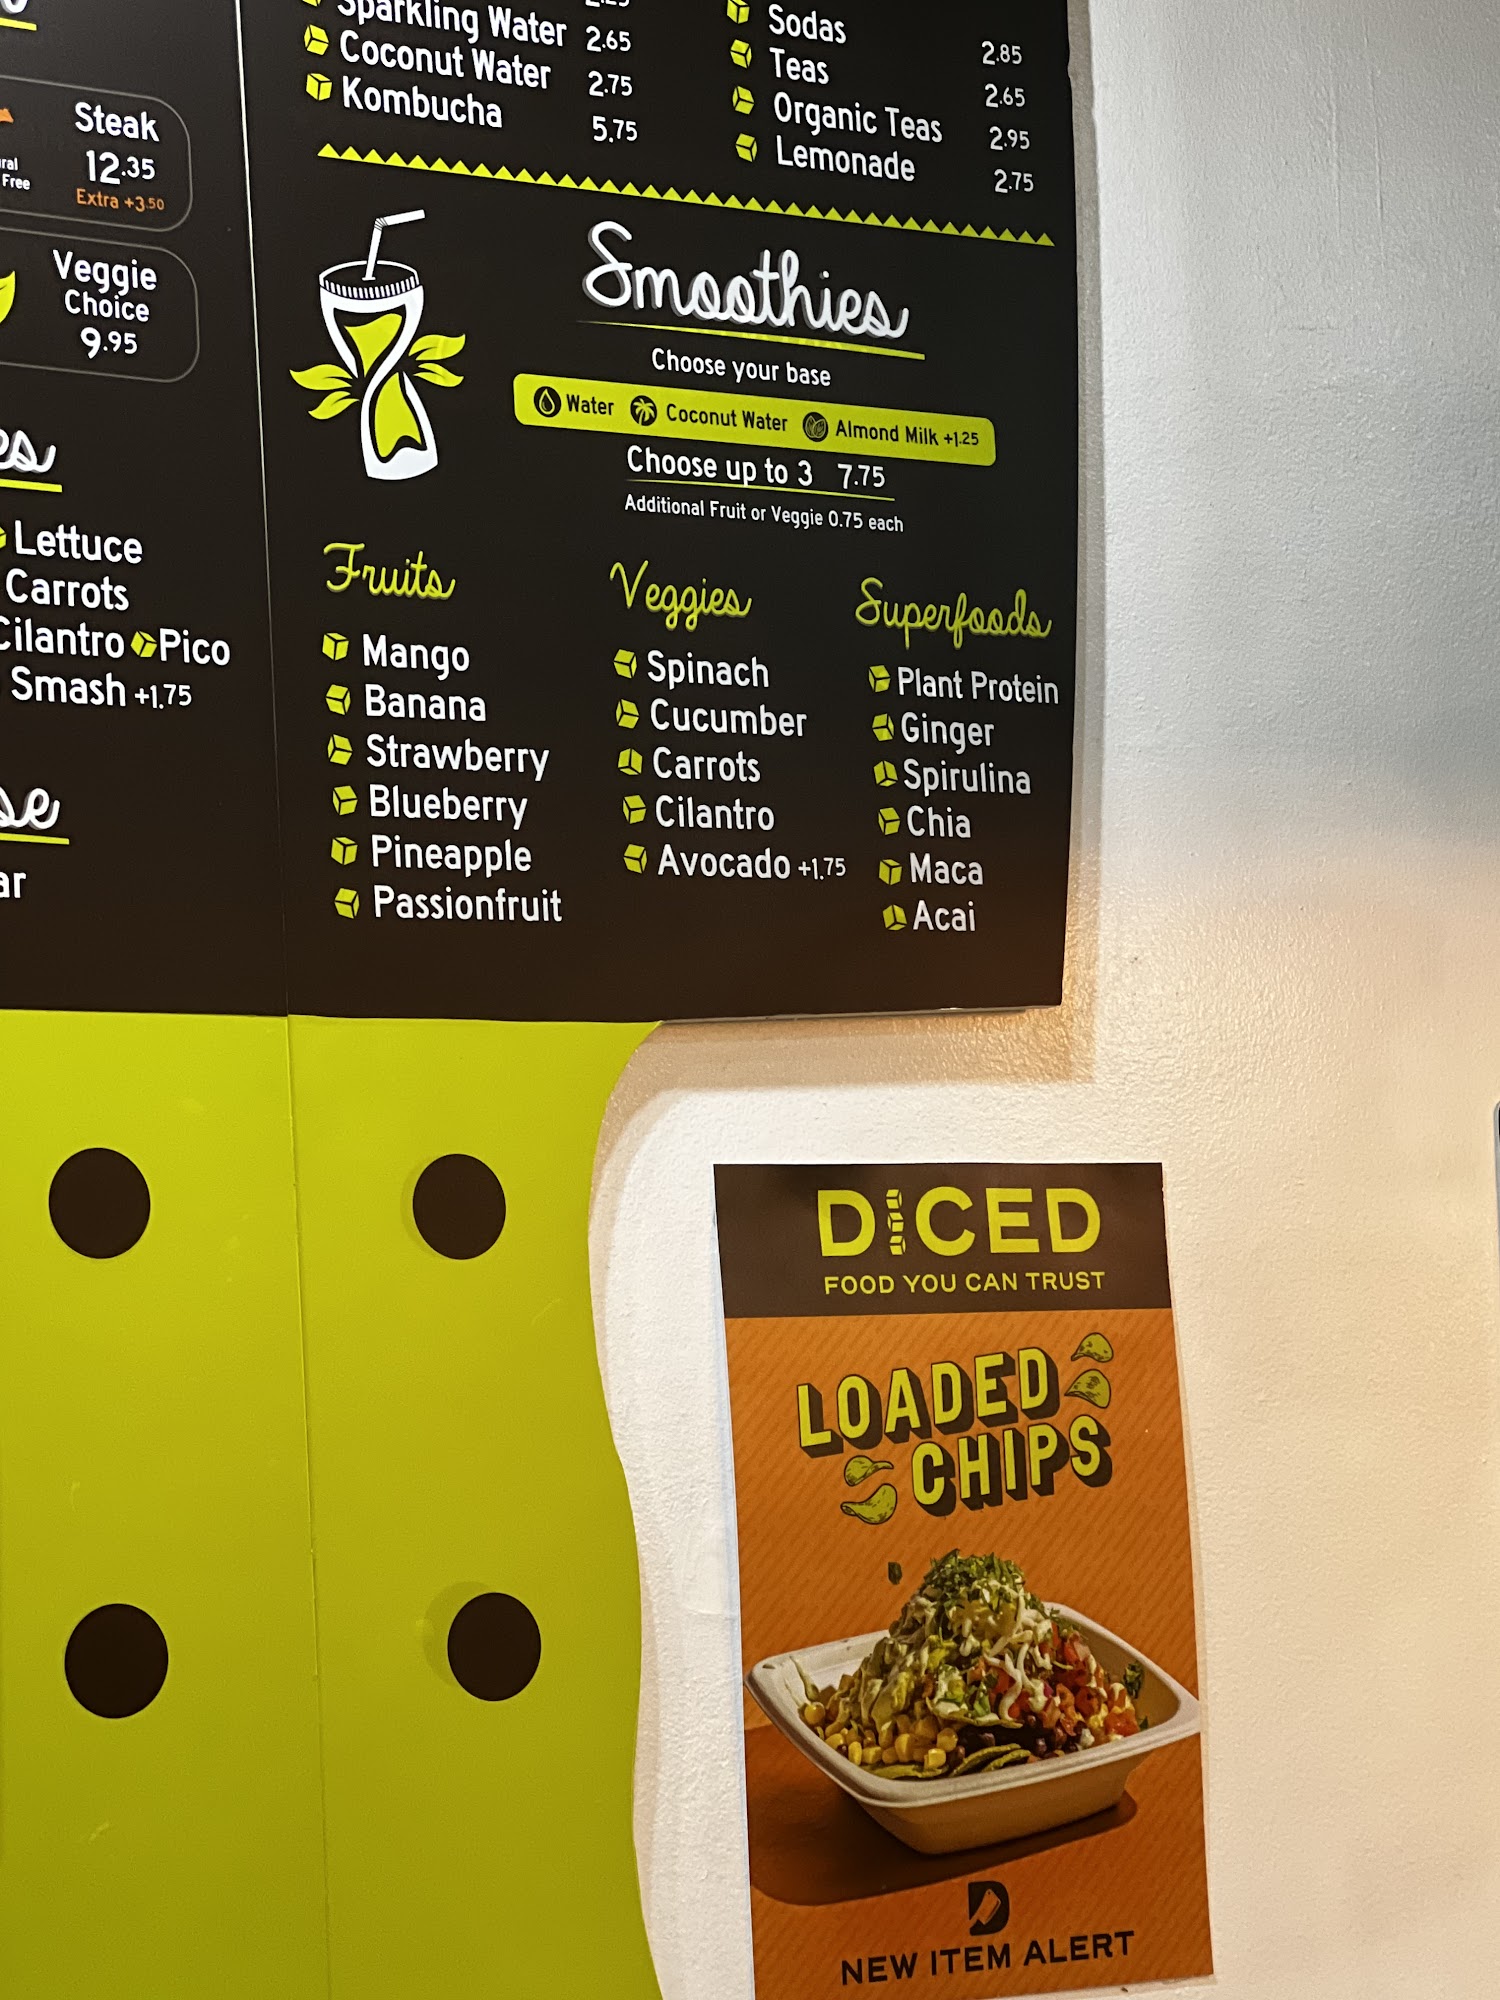 Steak
12.35
Extra +3.50
Free
Veggie
Choice
9.95
Lettuce
Carrots
Cilantro Pico
Smash +1.75
Sparkling Water 2.65
Coconut Water 2.75
Kombucha 5.75
Sodas 2.85
Teas 2.65
Organic Teas 2.95
Lemonade 2.75
Smoothies
Choose your base
Water Coconut Water Almond Milk +1.25
Choose up to 3 7.75
Additional Fruit or Veggie 0.75 each
Fruits
Mango
Banana
Strawberry
Blueberry
Pineapple
Passionfruit
Veggies
Spinach
Cucumber
Carrots
Cilantro
Avocado +1.75
Superfoods
Plant Protein
Ginger
Spirulina
Chia
Maca
Acai
DICED
FOOD YOU CAN TRUST
LOADED
CHIPS
D
NEW ITEM ALERT